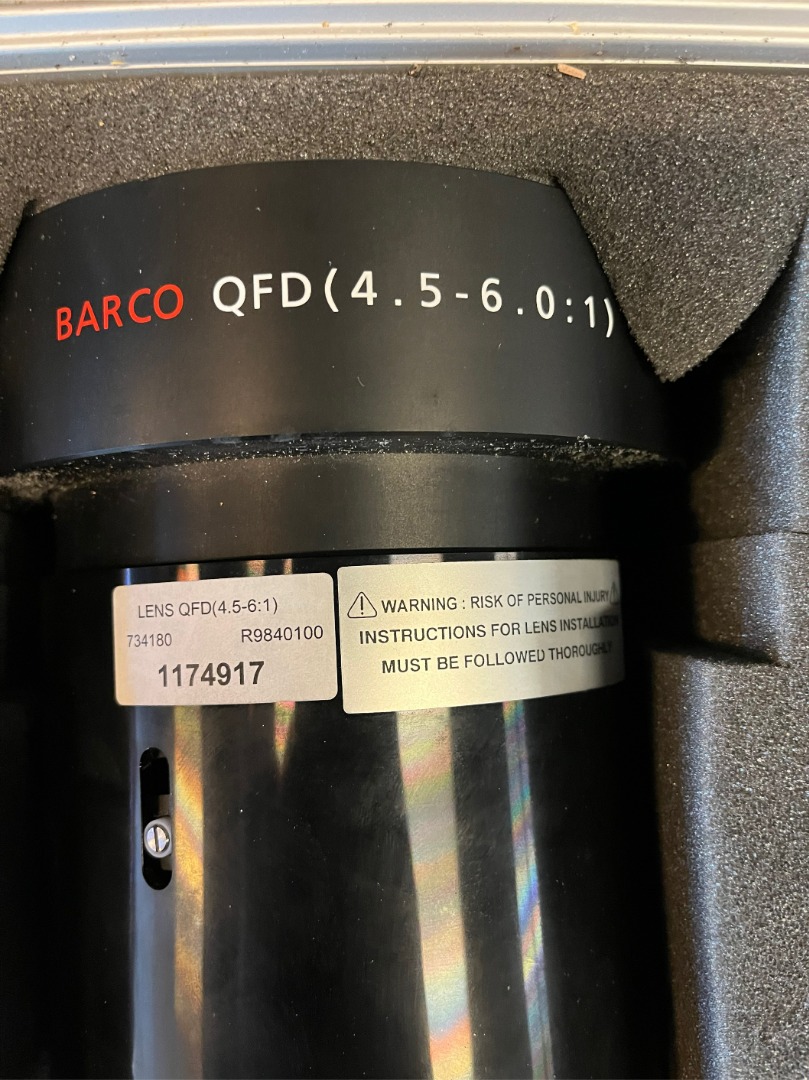 BARCO QFD(4.5-6.0:1)
LENS QFD(4.5-6:1)
734180 R9840100
1174917
WARNING : RISK OF PERSONAL INJURY
INSTRUCTIONS FOR LENS INSTALLATION
MUST BE FOLLOWED THOROUGHLY